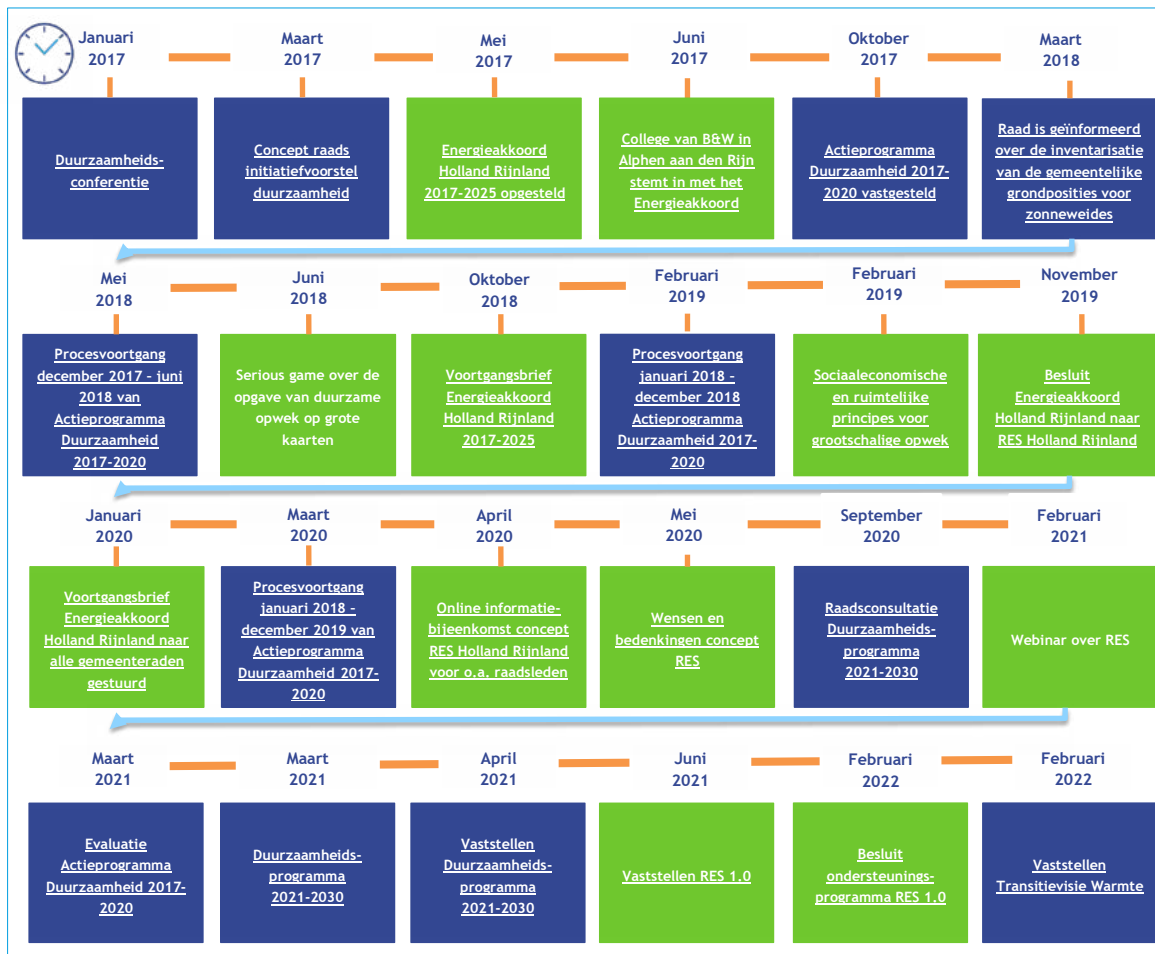 Januari
2017
Maart
2017
Mei
2017
Juni
2017
Oktober
2017
Maart
2018
Duurzaamheids-
conferentie
Concept raads
initiatiefvoorstel
duurzaamheid
Energieakkoord
Holland Rijnland
2017-2025 opgesteld
College van B&W in
Alphen aan den Rijn
stemt in met het
Energieakkoord
Actieprogramma
Duurzaamheid 2017-
2020 vastgesteld
Raad is geïnformeerd
over de inventarisatie
van de gemeentelijke
grondposities voor
zonneweides
Mei
2018
Juni
2018
Oktober
2018
Februari
2019
Februari
2019
November
2019
Procesvoortgang
december 2017 - juni
2018 van
Actieprogramma
Duurzaamheid
2017-2020
Serious game over de
opgave van duurzame
opwek op grote
kaarten
Voortgangsbrief
Energieakkoord
Holland Rijnland
2017-2025
Procesvoortgang
januari 2018 -
december 2018
Actieprogramma
Duurzaamheid 2017-
2020
Sociaaleconomische
en ruimtelijke
principes voor
grootschalige opwek
Besluit
Energieakkoord
Holland Rijnland naar
RES Holland Rijnland
Januari
2020
Maart
2020
April
2020
Mei
2020
September
2020
Februari
2021
Voortgangsbrief
Energieakkoord
Holland Rijnland naar
alle gemeenteraden
gestuurd
Procesvoortgang
januari 2018 -
december 2019 van
Actieprogramma
Duurzaamheid 2017-
2020
Online informatie-
bijeenkomst concept
RES Holland Rijnland
voor o.a. raadsleden
Wensen en
bedenkingen concept
RES
Raadsconsultatie
Duurzaamheids-
programma
2021-2030
Webinar over RES
Maart
2021
Maart
2021
April
2021
Juni
2021
Februari
2022
Februari
2022
Evaluatie
Actieprogramma
Duurzaamheid 2017-
2020
Duurzaamheids-
programma
2021-2030
Vaststellen
Duurzaamheids-
programma
2021-2030
Vaststellen RES 1.0
Besluit
ondersteunings-
programma RES 1.0
Vaststellen
Transitievisie Warmte